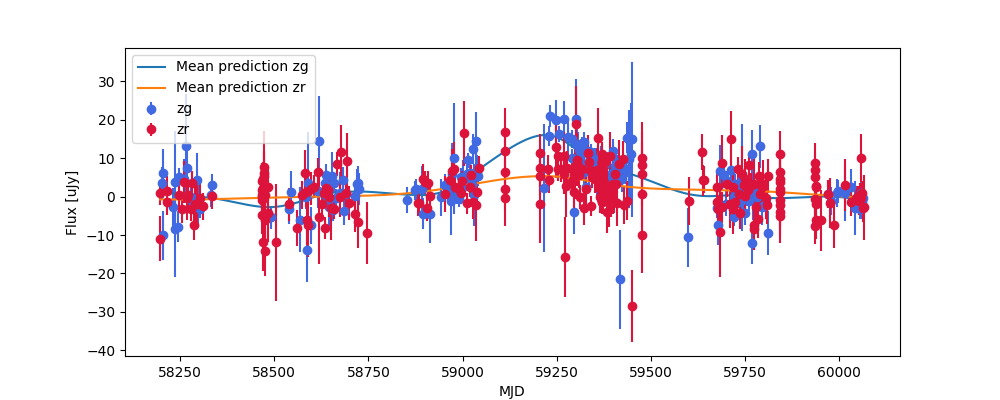 Mean prediction zg
Mean prediction zr
zg
zr
30
20
10
0
−10
−20
−30
−40
Flux [uJy]
58250 58500 58750 59000 59250 59500 59750 60000
MJD